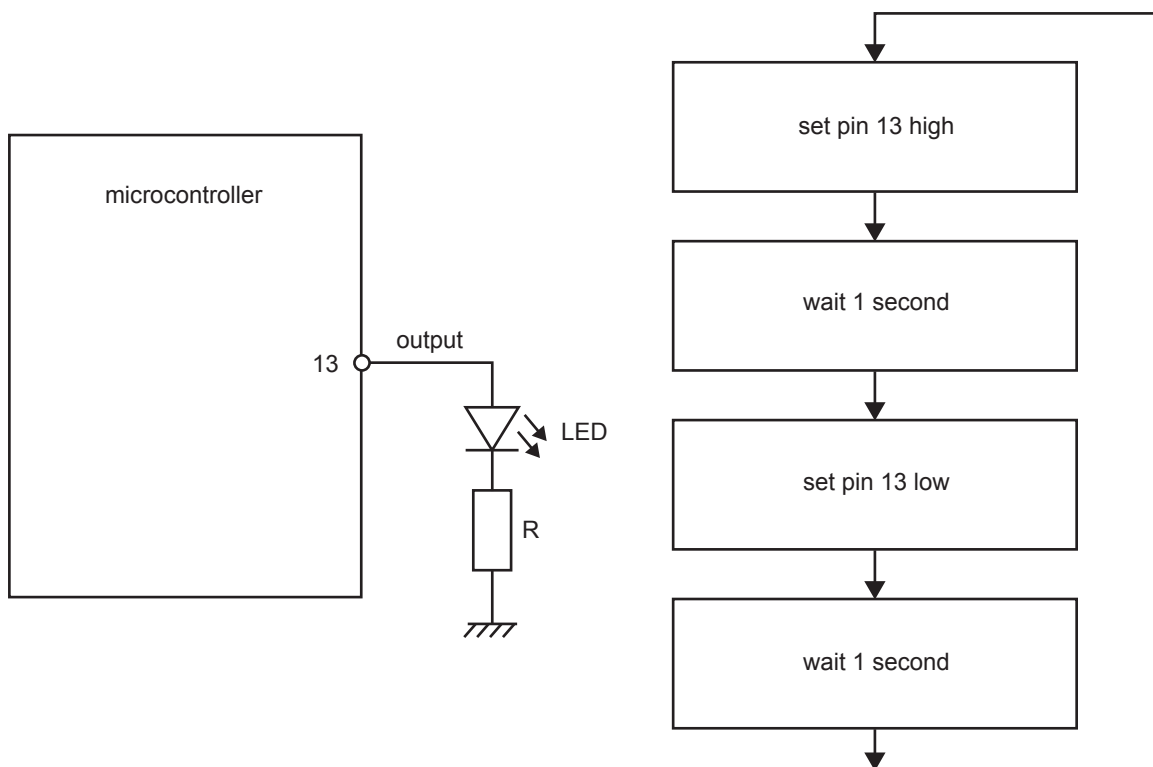 microcontroller
13
output
LED
R
set pin 13 high
wait 1 second
set pin 13 low
wait 1 second